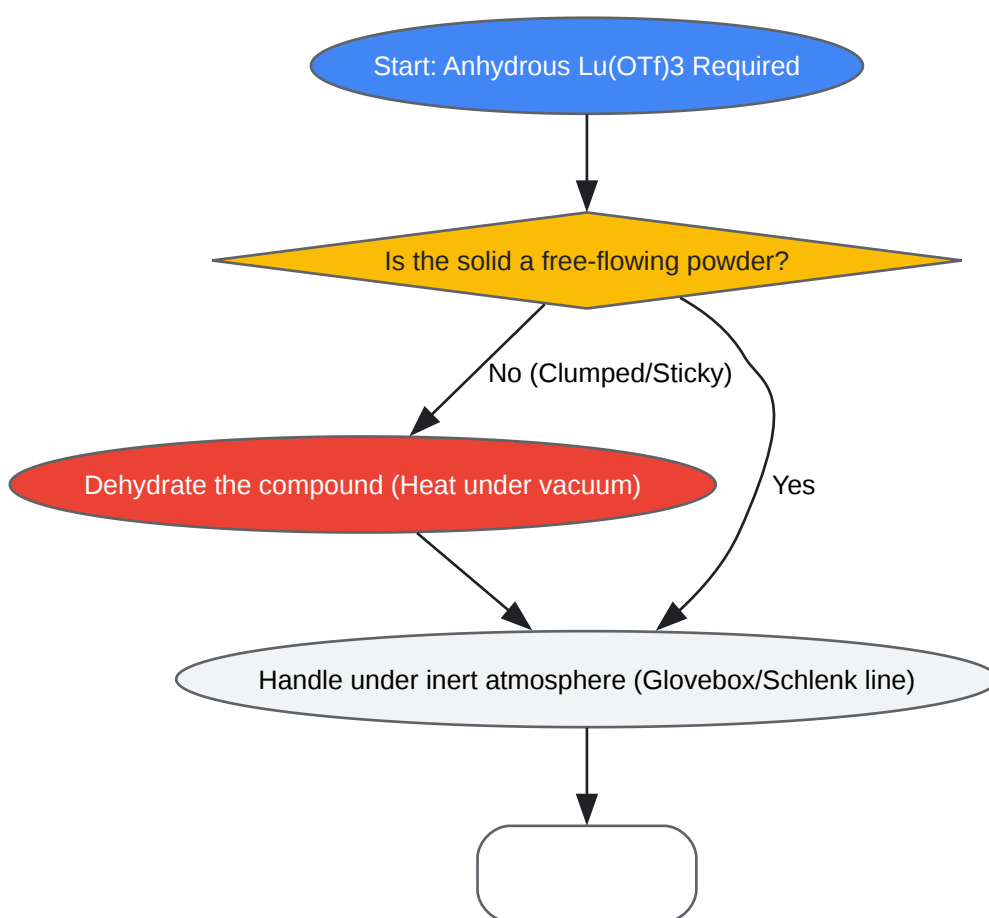 Start: Anhydrous Lu(OTf)3 Required
Is the solid a free-flowing powder?
No (Clumped/Sticky)
Dehydrate the compound (Heat under vacuum)
Yes
Handle under inert atmosphere (Glovebox/Schlenk line)